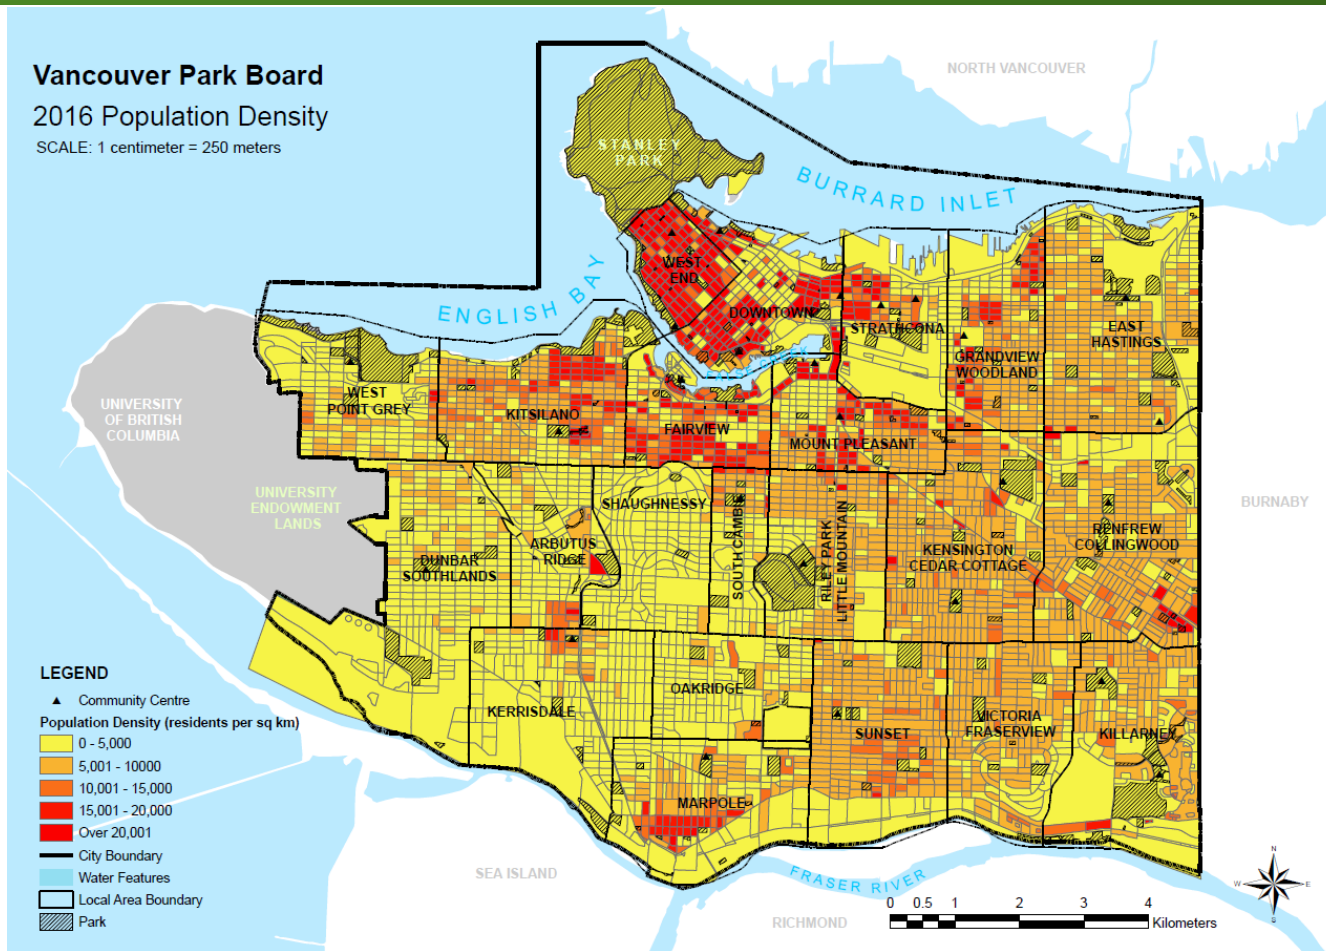 Vancouver Park Board
2016 Population Density
SCALE: 1 centimeter = 250 meters
NORTH VANCOUVER
STANLEY
PARK
BURRARD INLET
ENGLISH BAY
WEST
END
DOWNTOWN
STRATHCONA
GRANDVIEW
WOODLAND
EAST
HASTINGS
UNIVERSITY
OF BRITISH
COLUMBIA
WEST
POINT GREY
KITSILANO
FAIRVIEW
MOUNT PLEASANT
UNIVERSITY
ENDOWMENT
LANDS
SHAUGHNESSY
BURNABY
DUNBAR
SOUTHLANDS
ARBUTUS
RIDGE
SOUTH CAMBIE
RILEY PARK
LITTLE MOUNTAIN
KENSINGTON
CEDAR COTTAGE
RENFREW
COLLINGWOOD
KERRISDALE
OAKRIDGE
SUNSET
VICTORIA
FRASERVIEW
KILLARNEY
MARPOLE
LEGEND
Community Centre
Population Density (residents per sq km)
0 - 5,000
5,001 - 10000
10,001 - 15,000
15,001 - 20,000
Over 20,001
City Boundary
Water Features
Local Area Boundary
Park
SEA ISLAND
FRASER RIVER
RICHMOND
0 0.5 1 2 3 4
Kilometers
N
W
E
S